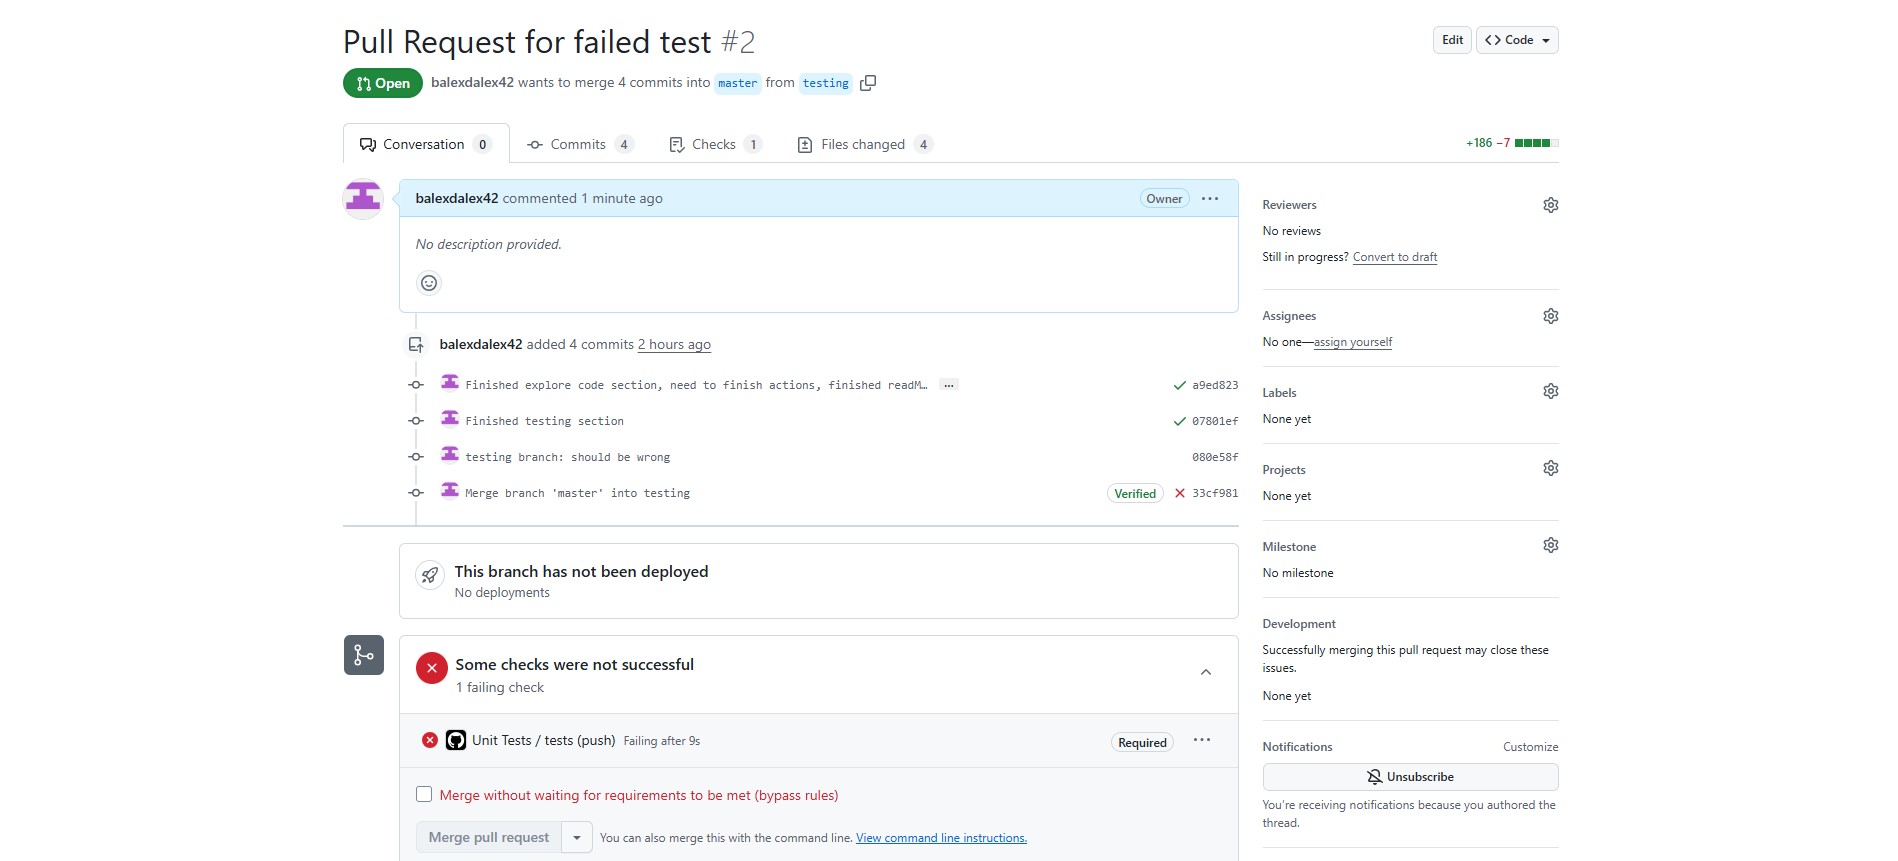 Pull Request for failed test #2
Edit
Code
Open
balexdalex42 wants to merge 4 commits into master from testing
Conversation 0
Commits 4
Checks 1
Files changed 4
+186 −7
balexdalex42 commented 1 minute ago
Owner
No description provided.
balexdalex42 added 4 commits 2 hours ago
Finished explore code section, need to finish actions, finished readM… ...
a9ed823
Finished testing section
07801ef
testing branch: should be wrong
080e58f
Merge branch 'master' into testing
Verified
33cf981
This branch has not been deployed
No deployments
Some checks were not successful
1 failing check
Unit Tests / tests (push) Failing after 9s
Required
Merge without waiting for requirements to be met (bypass rules)
Merge pull request
You can also merge this with the command line. View command line instructions.
Reviewers
No reviews
Still in progress? Convert to draft
Assignees
No one—assign yourself
Labels
None yet
Projects
None yet
Milestone
No milestone
Development
Successfully merging this pull request may close these
issues.
None yet
Notifications
Customize
Unsubscribe
You're receiving notifications because you authored the
thread.